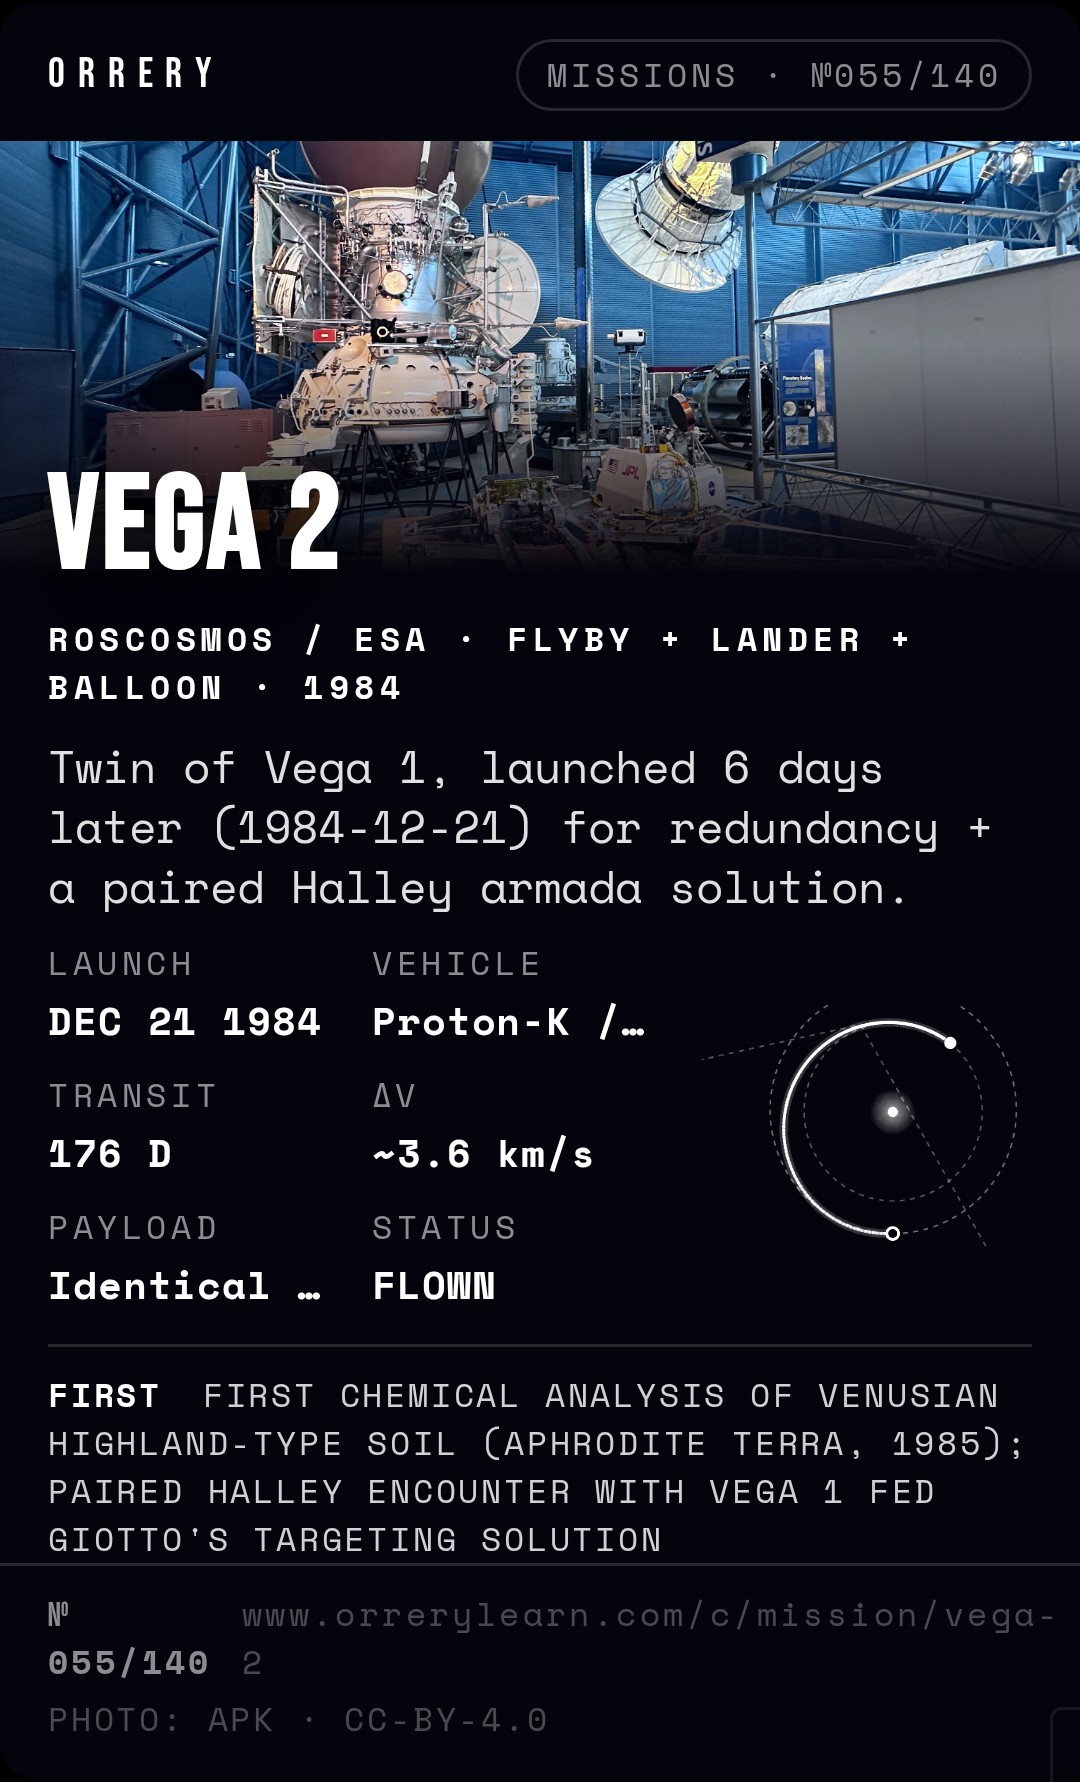 ORRERY
MISSIONS · №055/140
JPL
VEGA 2
ROSCOSMOS / ESA · FLYBY + LANDER +
BALLOON · 1984
Twin of Vega 1, launched 6 days
later (1984-12-21) for redundancy +
a paired Halley armada solution.
LAUNCH VEHICLE
DEC 21 1984 Proton-K /…
TRANSIT ΔV
176 D ~3.6 km/s
PAYLOAD STATUS
Identical … FLOWN
FIRST FIRST CHEMICAL ANALYSIS OF VENUSIAN
HIGHLAND-TYPE SOIL (APHRODITE TERRA, 1985);
PAIRED HALLEY ENCOUNTER WITH VEGA 1 FED
GIOTTO'S TARGETING SOLUTION
№ www.orrerylearn.com/c/mission/vega-
055/140 2
PHOTO: APK · CC-BY-4.0